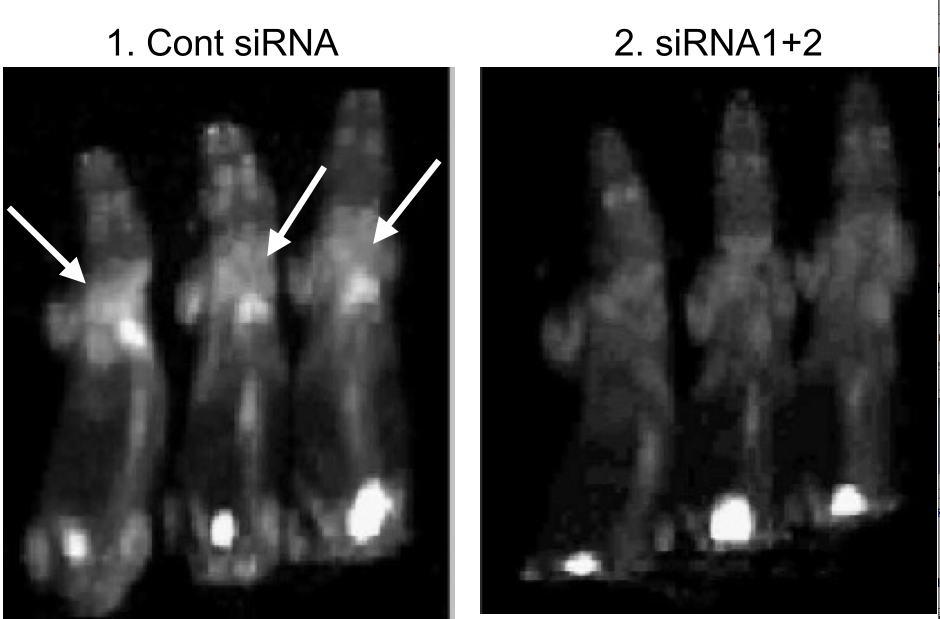 1. Cont siRNA
2. siRNA1+2